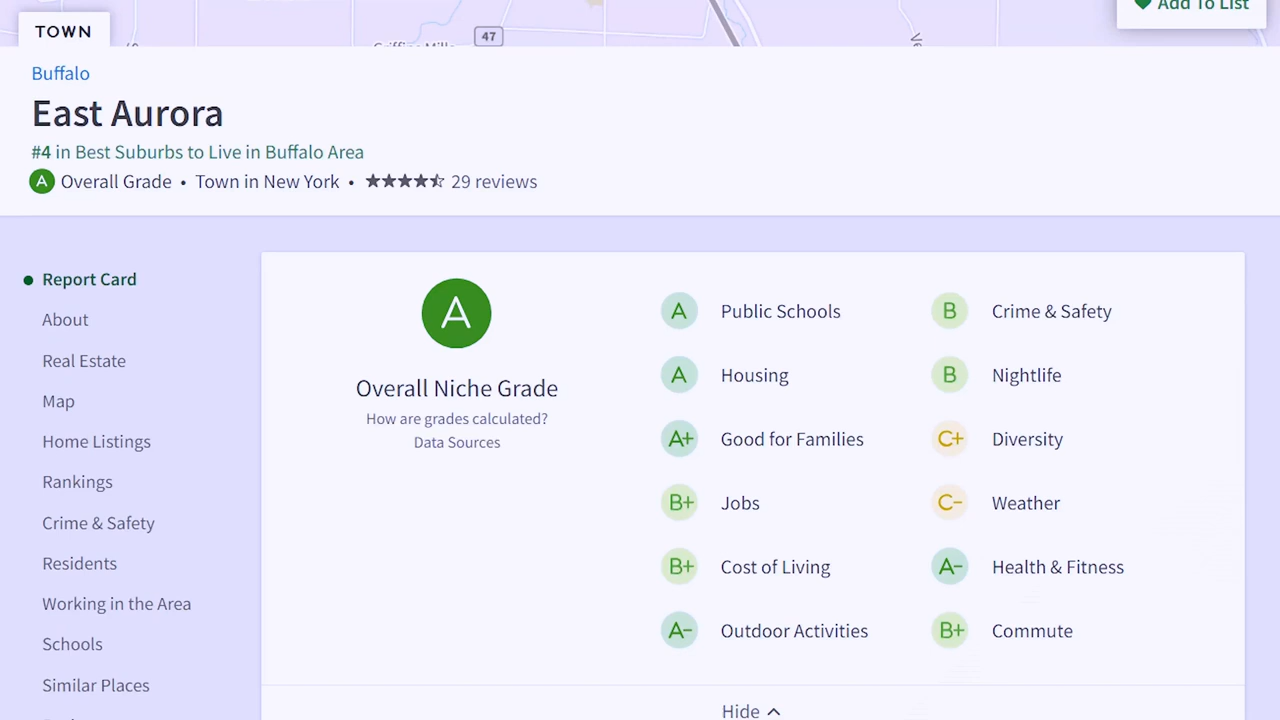 Add To List
TOWN
47
Buffalo
East Aurora
#4 in Best Suburbs to Live in Buffalo Area
A Overall Grade • Town in New York • 29 reviews
Report Card
About
Real Estate
Map
Home Listings
Rankings
Crime & Safety
Residents
Working in the Area
Schools
Similar Places
A
Overall Niche Grade
How are grades calculated?
Data Sources
A Public Schools
A Housing
A+ Good for Families
B+ Jobs
B+ Cost of Living
A- Outdoor Activities
B Crime & Safety
B Nightlife
C+ Diversity
C- Weather
A- Health & Fitness
B+ Commute
Hide